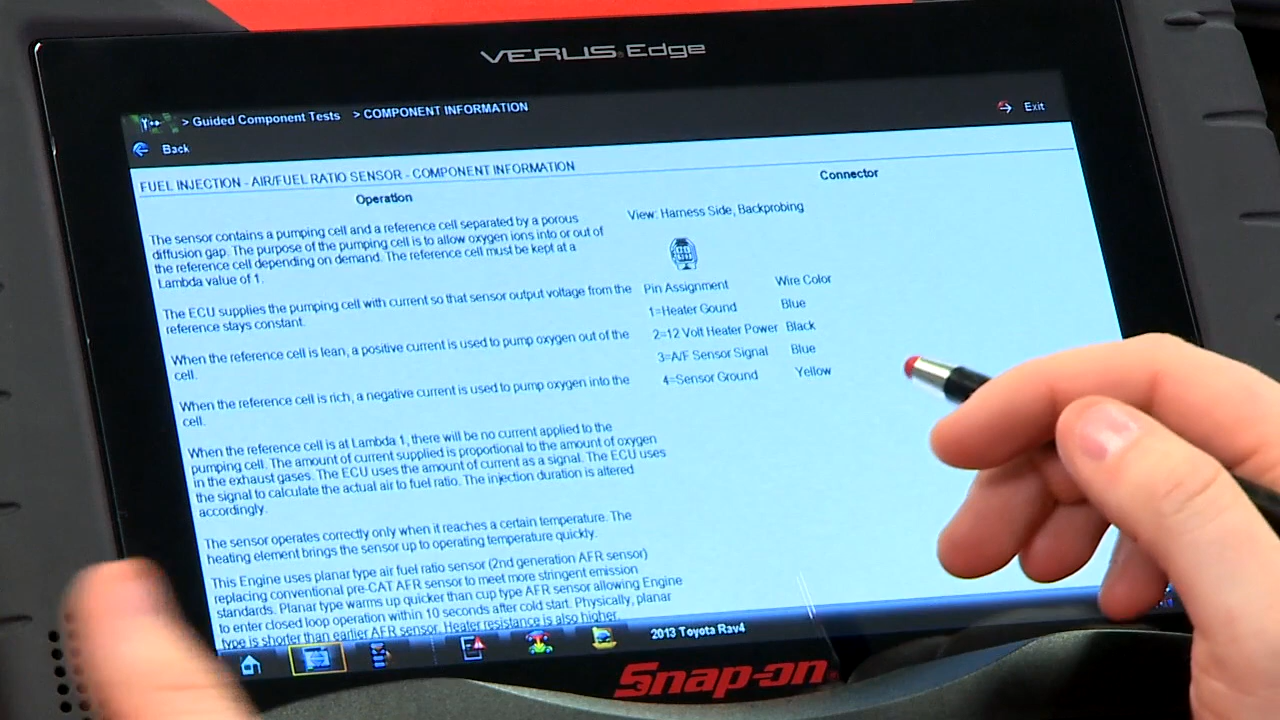 VERUS Edge
> Guided Component Tests > COMPONENT INFORMATION
Exit
Back
FUEL INJECTION - AIR/FUEL RATIO SENSOR - COMPONENT INFORMATION
Operation
The sensor contains a pumping cell and a reference cell separated by a porous
diffusion gap. The purpose of the pumping cell is to allow oxygen ions into or out of
the reference cell depending on demand. The reference cell must be kept at a
Lambda value of 1.
The ECU supplies the pumping cell with current so that sensor output voltage from the
reference stays constant.
When the reference cell is lean, a positive current is used to pump oxygen out of the
cell.
When the reference cell is rich, a negative current is used to pump oxygen into the
cell.
When the reference cell is at Lambda 1, there will be no current applied to the
pumping cell. The amount of current supplied is proportional to the amount of oxygen
in the exhaust gases. The ECU uses the amount of current as a signal. The ECU uses
the signal to calculate the actual air to fuel ratio. The injection duration is altered
accordingly.
The sensor operates correctly only when it reaches a certain temperature. The
heating element brings the sensor up to operating temperature quickly.
This Engine uses planar type air fuel ratio sensor (2nd generation AFR sensor)
replacing conventional pre-CAT AFR sensor to meet more stringent emission
standards. Planar type warms up quicker than cup type AFR sensor allowing Engine
to enter closed loop operation within 10 seconds after cold start. Physically, planar
type is shorter than earlier AFR sensor. Heater resistance is also higher.
Connector
View: Harness Side, Backprobing
Pin Assignment Wire Color
1=Heater Gound Blue
2=12 Volt Heater Power Black
3=A/F Sensor Signal Blue
4=Sensor Ground Yellow
2013 Toyota Rav4
Snap-on